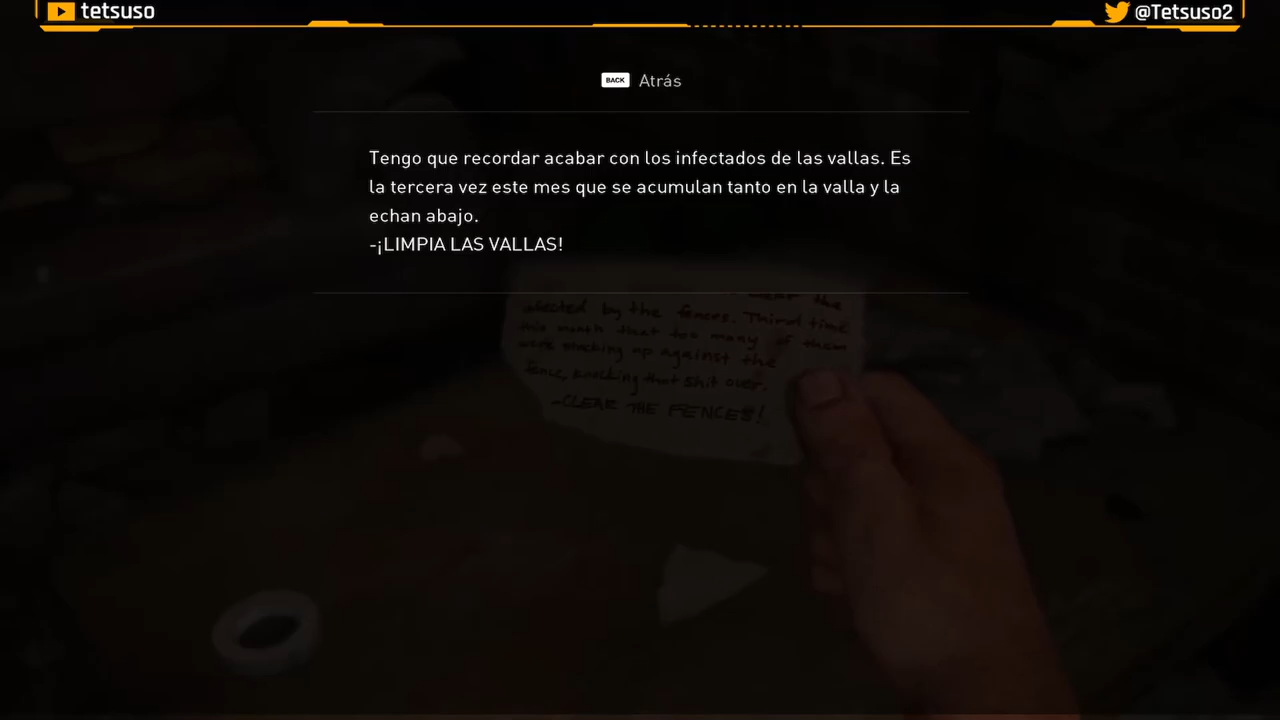 tetsuso
@Tetsuso2
BACK Atrás
Tengo que recordar acabar con los infectados de las vallas. Es
la tercera vez este mes que se acumulan tanto en la valla y la
echan abajo.
-¡LIMPIA LAS VALLAS!
the
by the fences. Third time
this month that too many of them
were stacking up against the
fence, knocking that shit over.
-CLEAR THE FENCES!